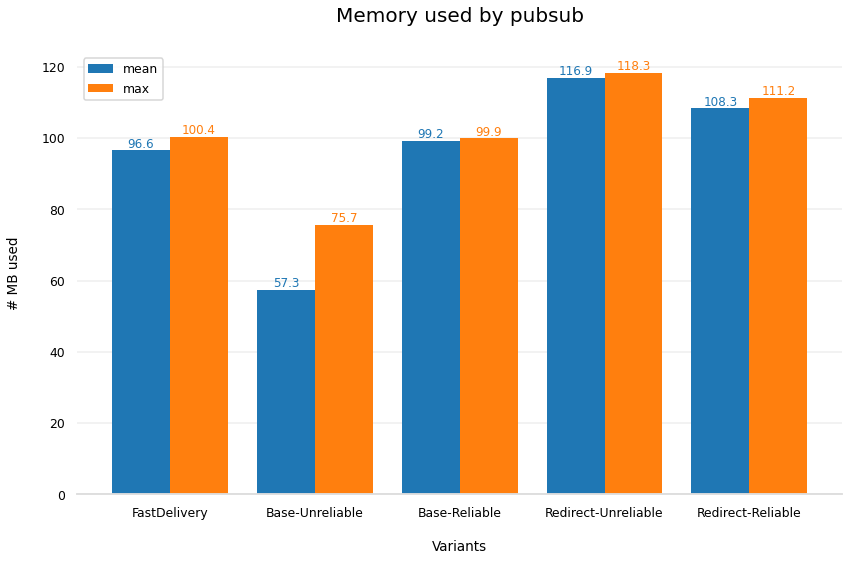 Memory used by pubsub
mean
max
# MB used
120
100
80
60
40
20
0
96.6
100.4
57.3
75.7
99.2
99.9
116.9
118.3
108.3
111.2
FastDelivery
Base-Unreliable
Base-Reliable
Redirect-Unreliable
Redirect-Reliable
Variants